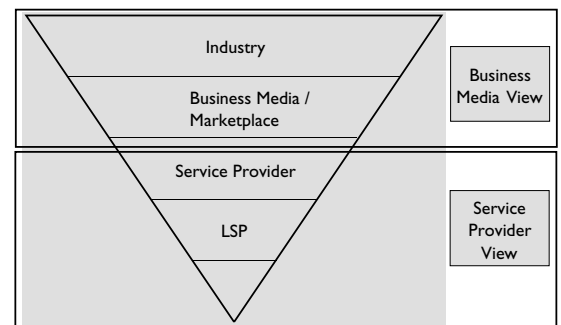 Industry
Business Media /
Marketplace
Business
Media View
Service Provider
LSP
Service
Provider
View